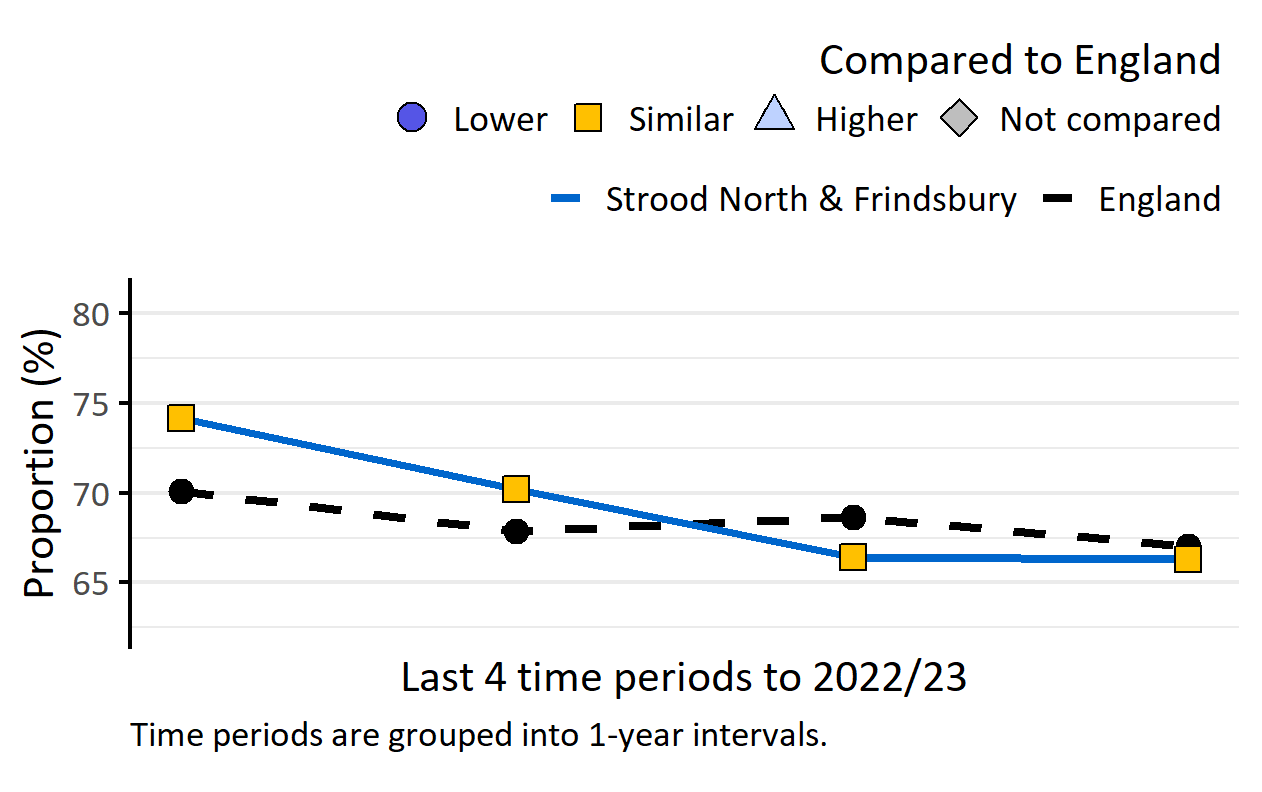 Compared to England
Lower Similar Higher Not compared
Strood North & Frindsbury England
Proportion (%)
80
75
70
65
Last 4 time periods to 2022/23
Time periods are grouped into 1-year intervals.